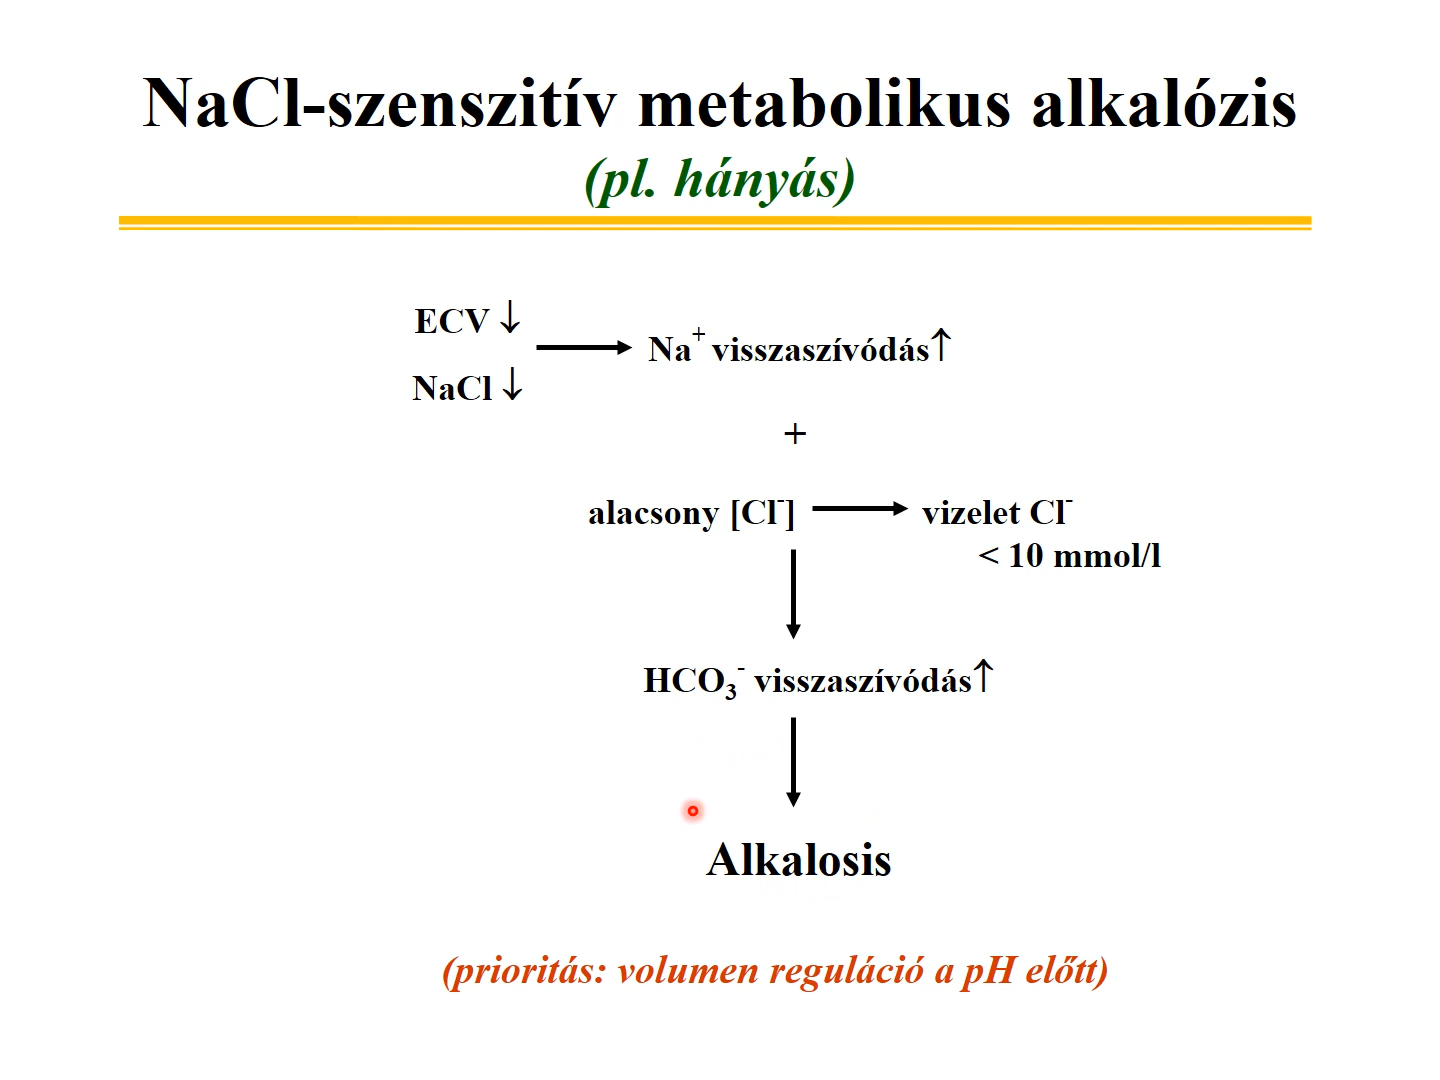 NaCl-szenszitív metabolikus alkalózis
(pl. hányás)
ECV ↓
NaCl ↓
Na⁺ visszaszívódás↑
+
alacsony [Cl⁻]
vizelet Cl⁻
< 10 mmol/l
HCO₃⁻ visszaszívódás↑
Alkalosis
(prioritás: volumen reguláció a pH előtt)